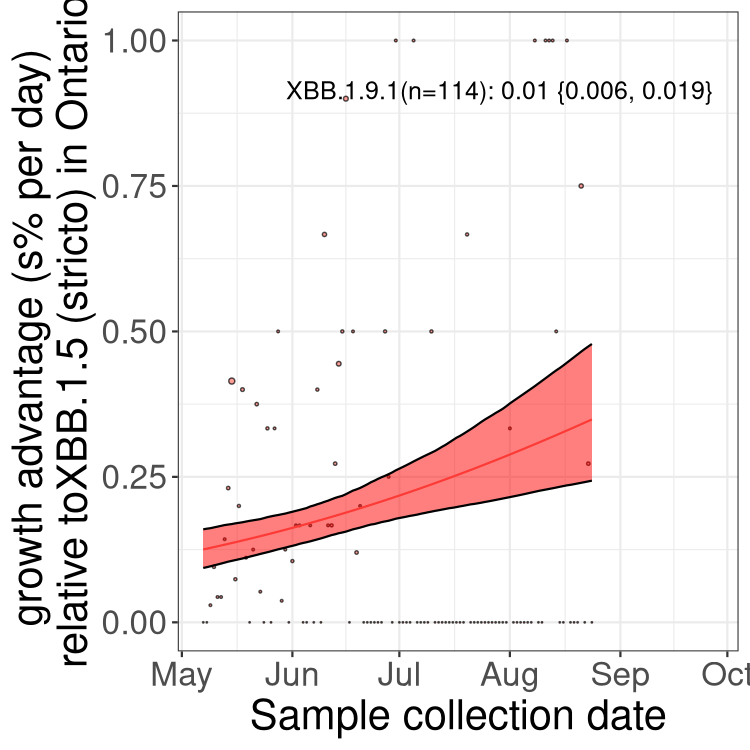 growth advantage (s% per day)
relative toXBB.1.5 (stricto) in Ontario
1.00
XBB.1.9.1(n=114): 0.01 {0.006, 0.019}
0.75
0.50
0.25
0.00
May Jun Jul Aug Sep Oct
Sample collection date